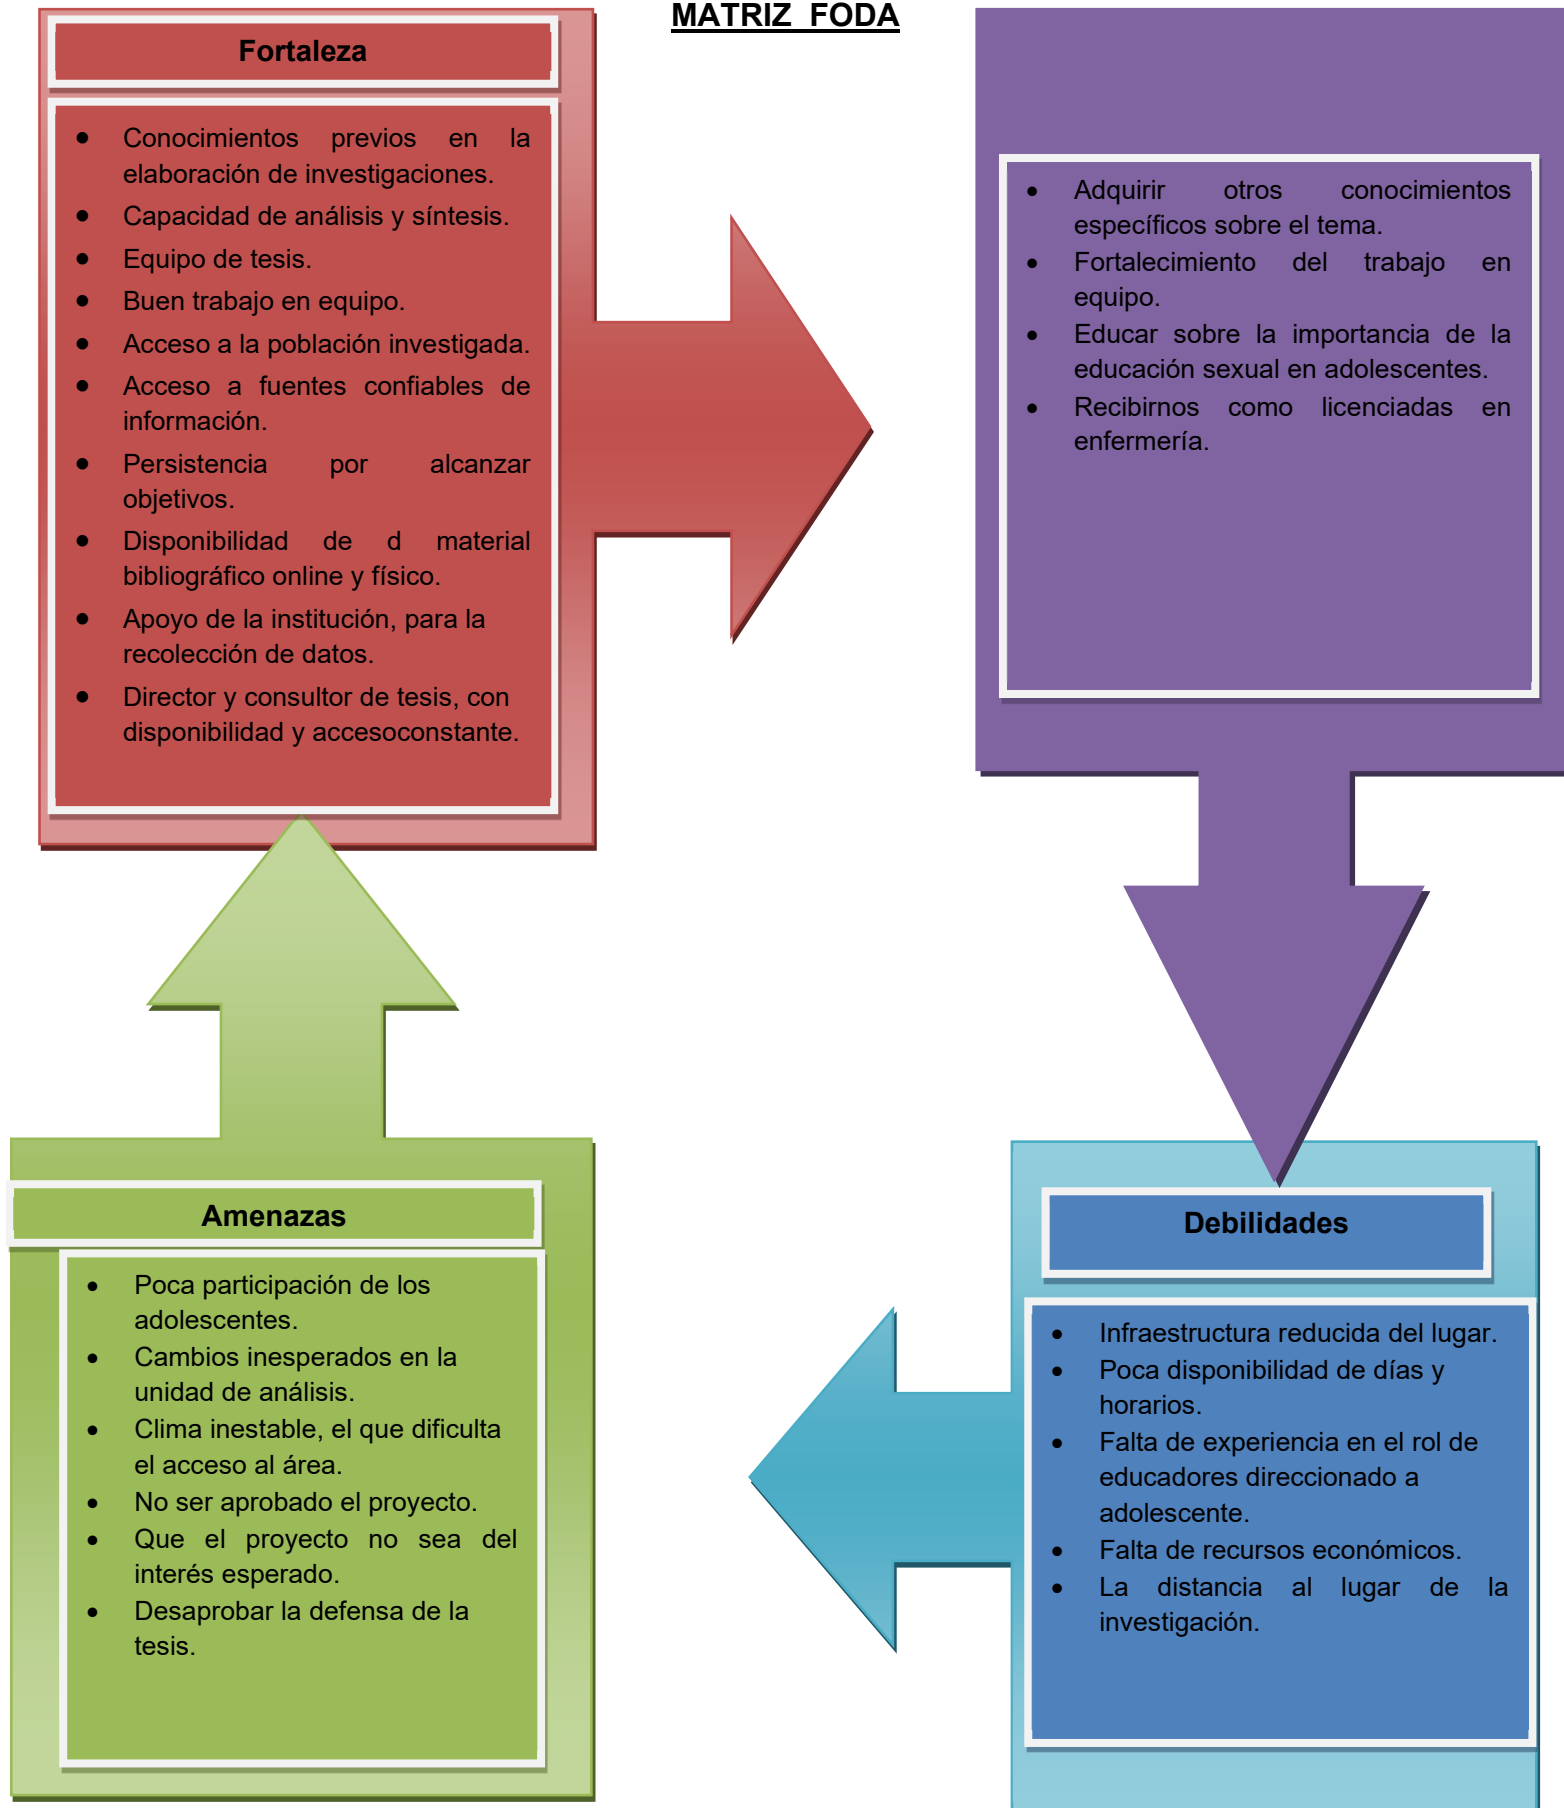 MATRIZ FODA
Fortaleza
• Conocimientos previos en la
elaboración de investigaciones.
• Capacidad de análisis y síntesis.
• Equipo de tesis.
• Buen trabajo en equipo.
• Acceso a la población investigada.
• Acceso a fuentes confiables de
información.
• Persistencia por alcanzar
objetivos.
• Disponibilidad de d material
bibliográfico online y físico.
• Apoyo de la institución, para la
recolección de datos.
• Director y consultor de tesis, con
disponibilidad y accesoconstante.
• Adquirir otros conocimientos
específicos sobre el tema.
• Fortalecimiento del trabajo en
equipo.
• Educar sobre la importancia de la
educación sexual en adolescentes.
• Recibirnos como licenciadas en
enfermería.
Amenazas
• Poca participación de los
adolescentes.
• Cambios inesperados en la
unidad de análisis.
• Clima inestable, el que dificulta
el acceso al área.
• No ser aprobado el proyecto.
• Que el proyecto no sea del
interés esperado.
• Desaprobar la defensa de la
tesis.
Debilidades
• Infraestructura reducida del lugar.
• Poca disponibilidad de días y
horarios.
• Falta de experiencia en el rol de
educadores direccionado a
adolescente.
• Falta de recursos económicos.
• La distancia al lugar de la
investigación.